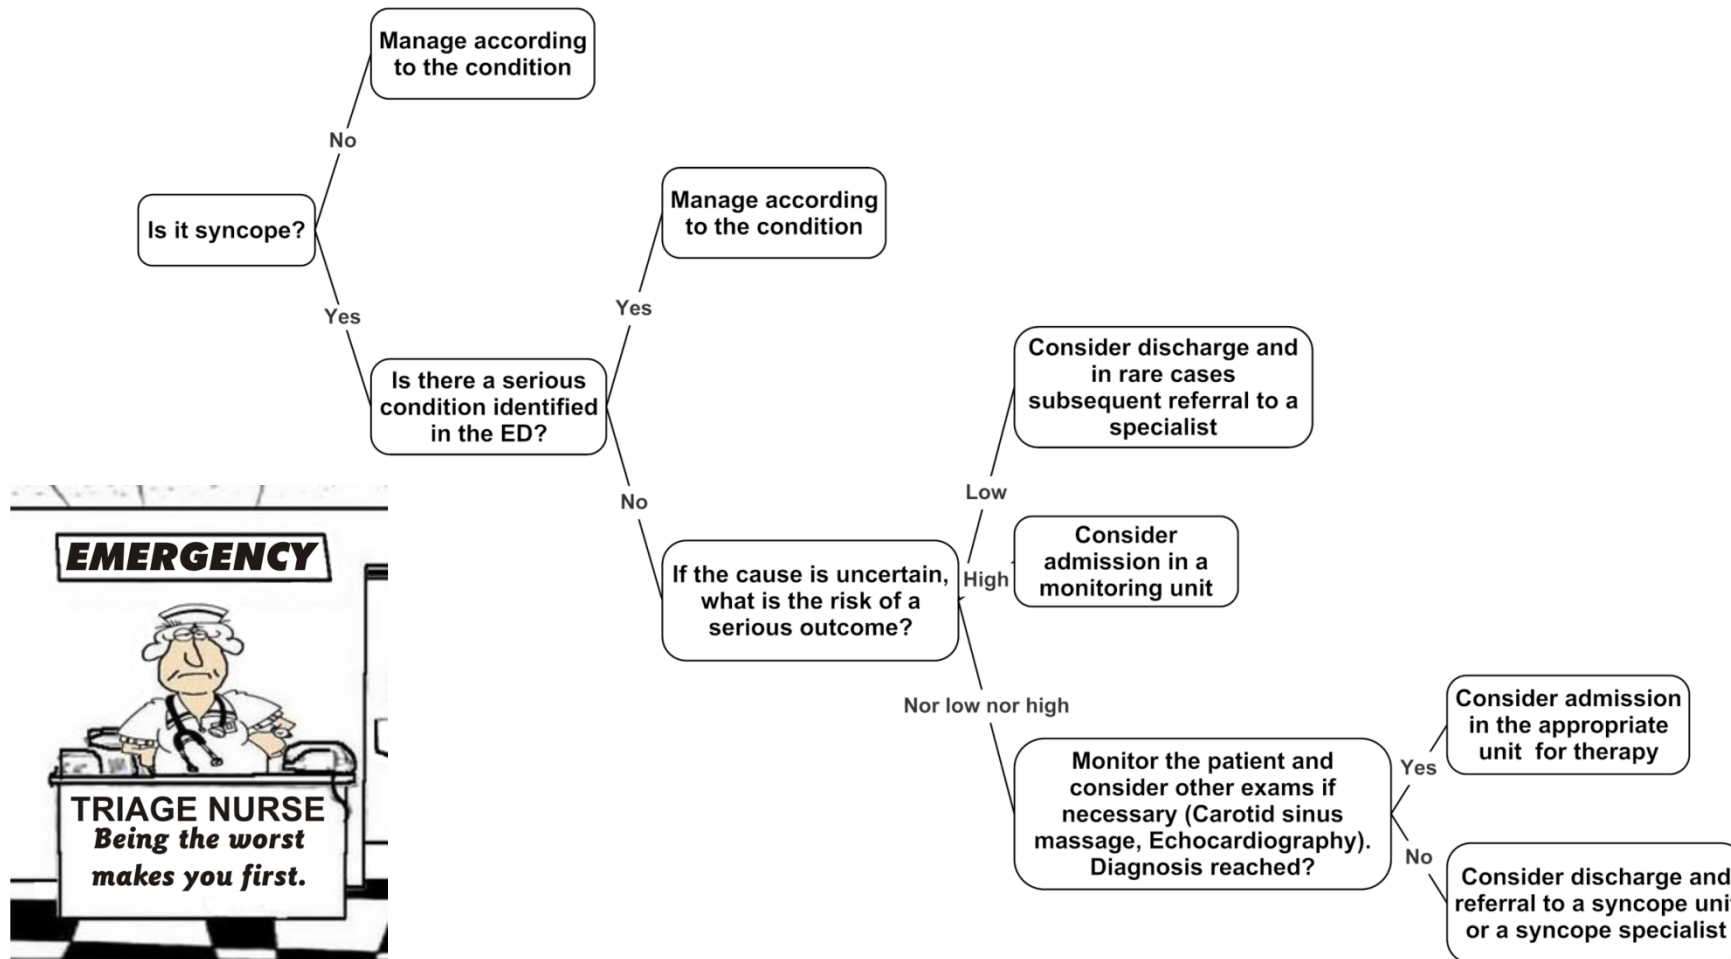 Manage according
to the condition
No
Is it syncope?
Yes
Manage according
to the condition
Yes
Is there a serious
condition identified
in the ED?
No
Consider discharge and
in rare cases
subsequent referral to a
specialist
Low
Consider
admission in a
monitoring unit
High
If the cause is uncertain,
what is the risk of a
serious outcome?
Nor low nor high
Monitor the patient and
consider other exams if
necessary (Carotid sinus
massage, Echocardiography).
Diagnosis reached?
Consider admission
in the appropriate
unit for therapy
Yes
No
Consider discharge and
referral to a syncope unit
or a syncope specialist
EMERGENCY
TRIAGE NURSE
Being the worst
makes you first.